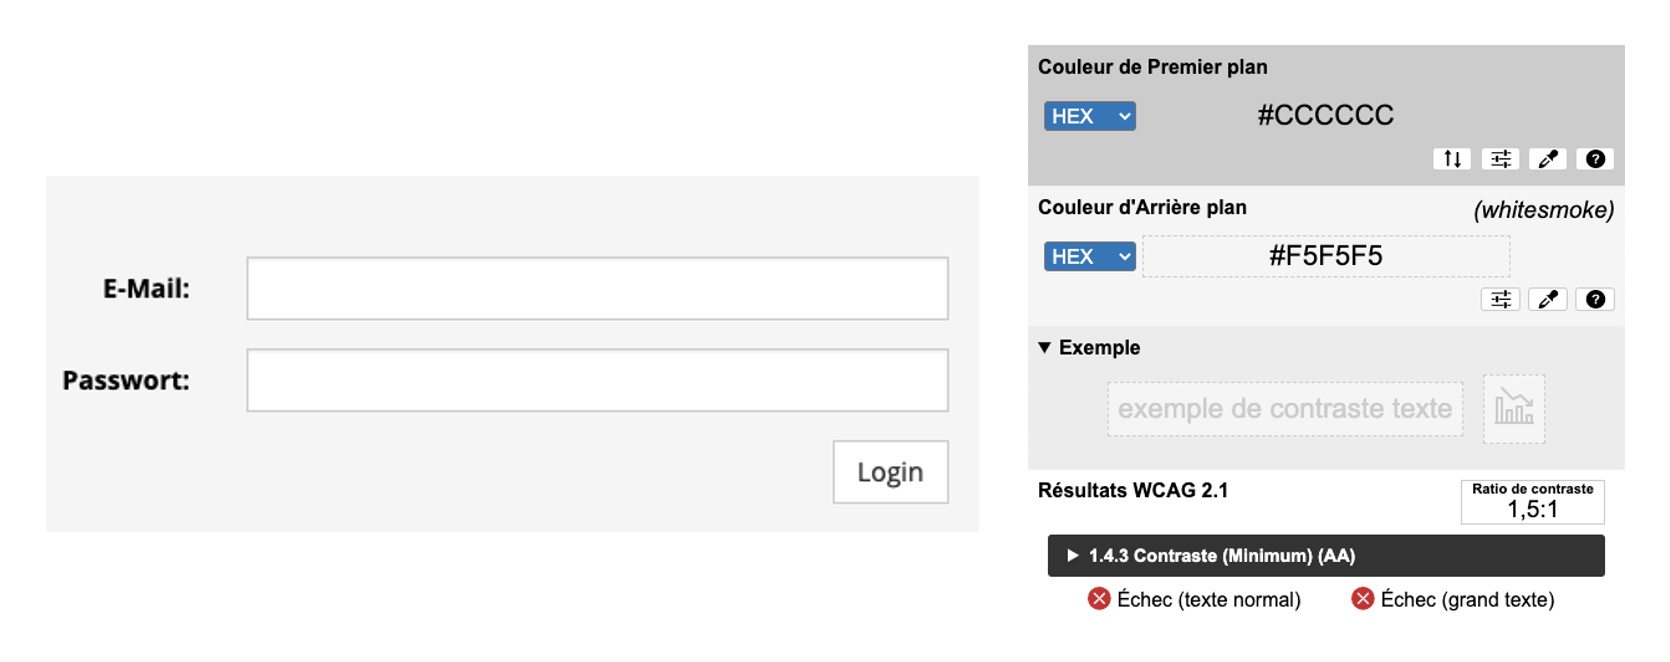 E-Mail:
Passwort:
Login
Couleur de Premier plan
HEX
#CCCCCC
Couleur d'Arrière plan
(whitesmoke)
HEX
#F5F5F5
Exemple
exemple de contraste texte
Résultats WCAG 2.1
Ratio de contraste
1,5:1
1.4.3 Contraste (Minimum) (AA)
Échec (texte normal)
Échec (grand texte)